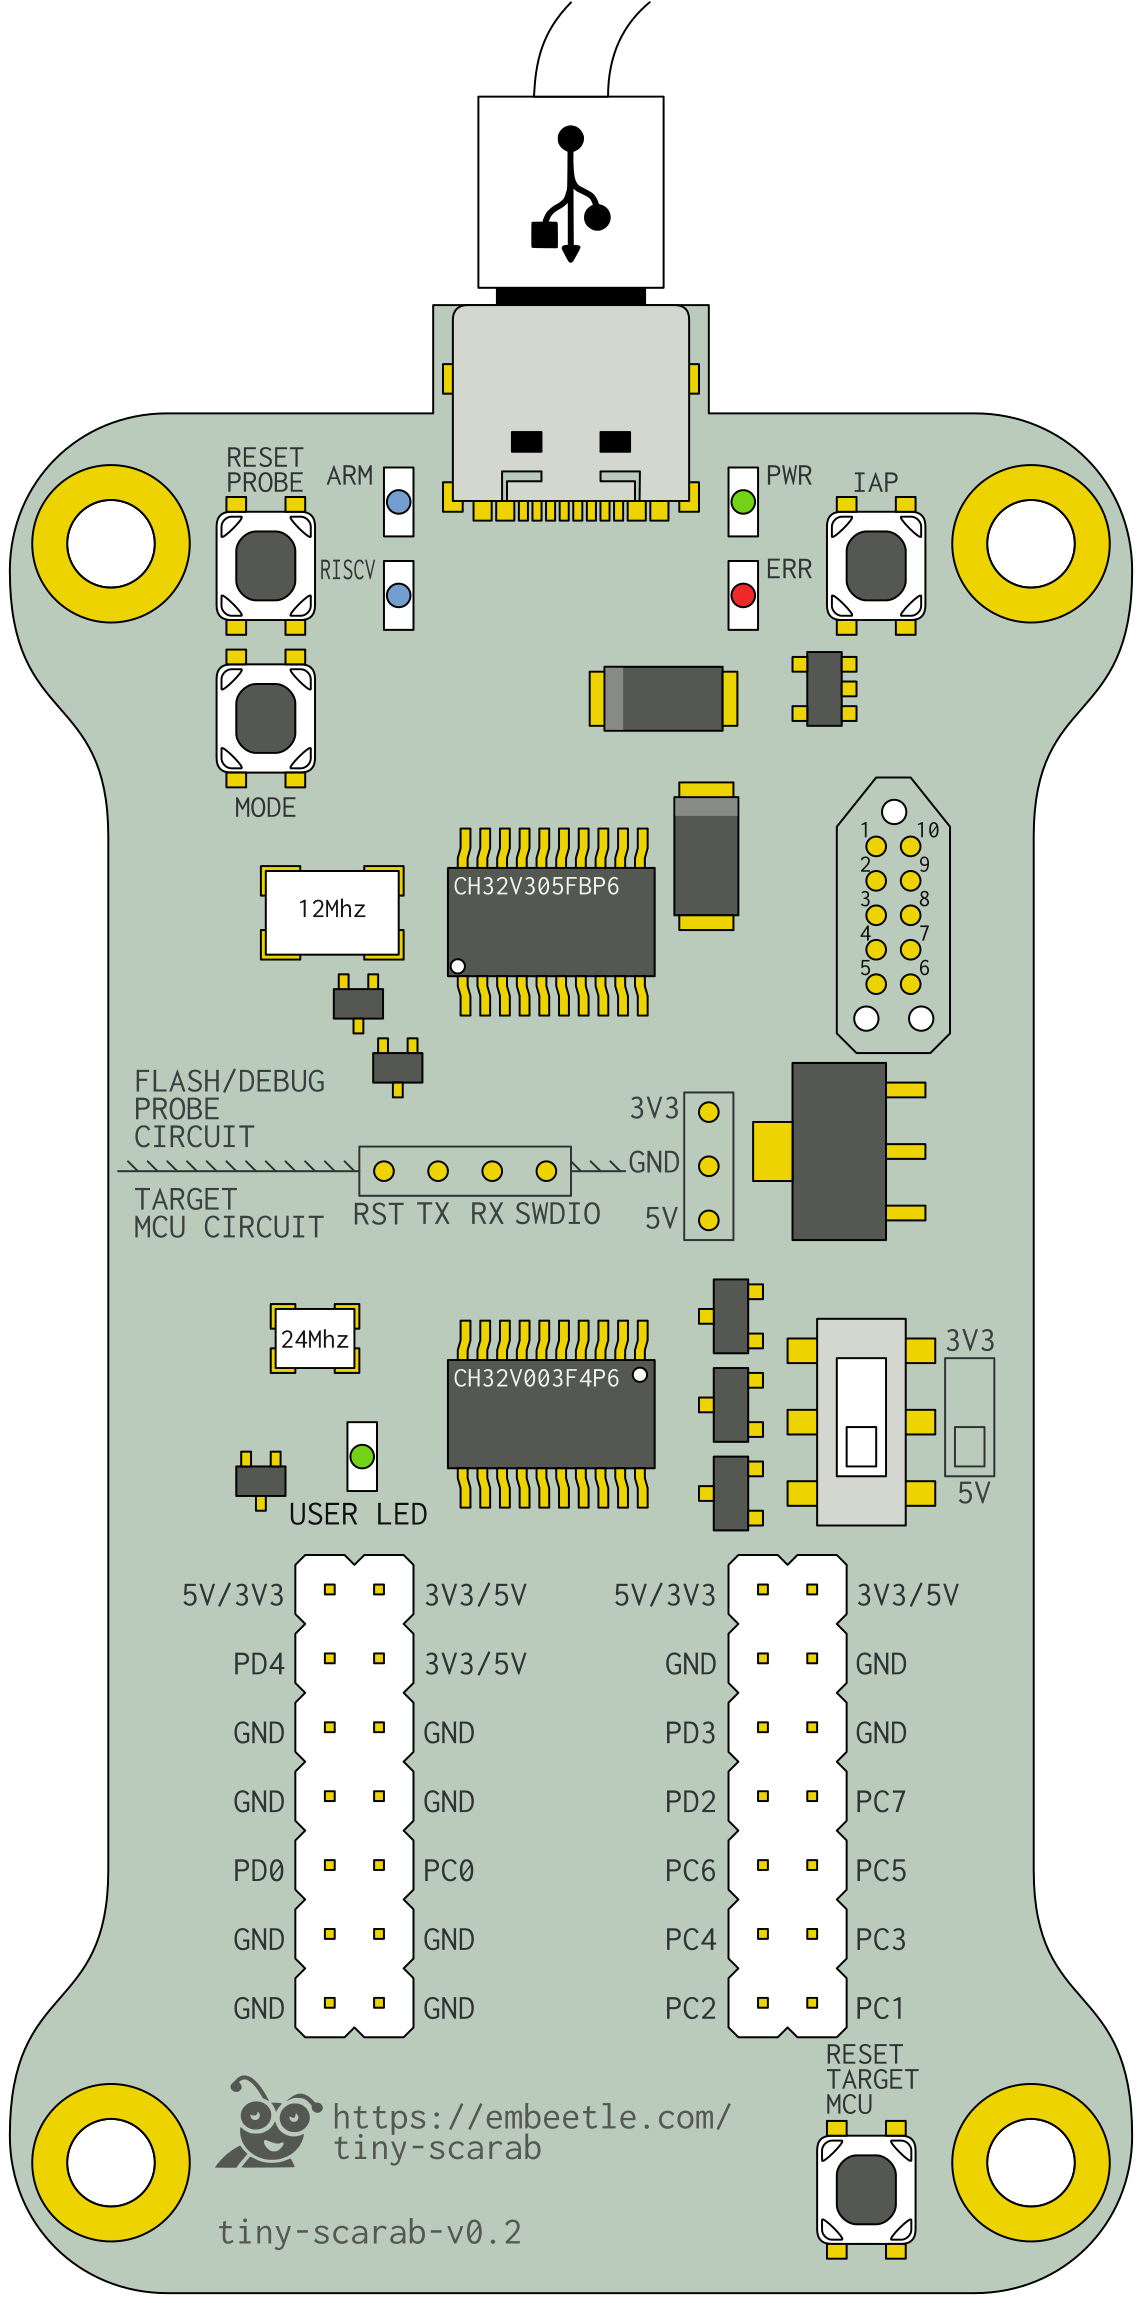 RESET
PROBE
ARM
PWR
IAP
RISCV
ERR
MODE
CH32V305FBP6
12Mhz
1 10
2 9
3 8
4 7
5 6
FLASH/DEBUG
PROBE
CIRCUIT
TARGET
MCU CIRCUIT
RST TX RX SWDIO
3V3
GND
5V
24Mhz
CH32V003F4P6
3V3
5V
USER LED
5V/3V3 3V3/5V 5V/3V3 3V3/5V
PD4 3V3/5V GND GND
GND GND PD3 GND
GND GND PD2 PC7
PD0 PC0 PC6 PC5
GND GND PC4 PC3
GND GND PC2 PC1
RESET
TARGET
MCU
https://embeetle.com/
tiny-scarab
tiny-scarab-v0.2